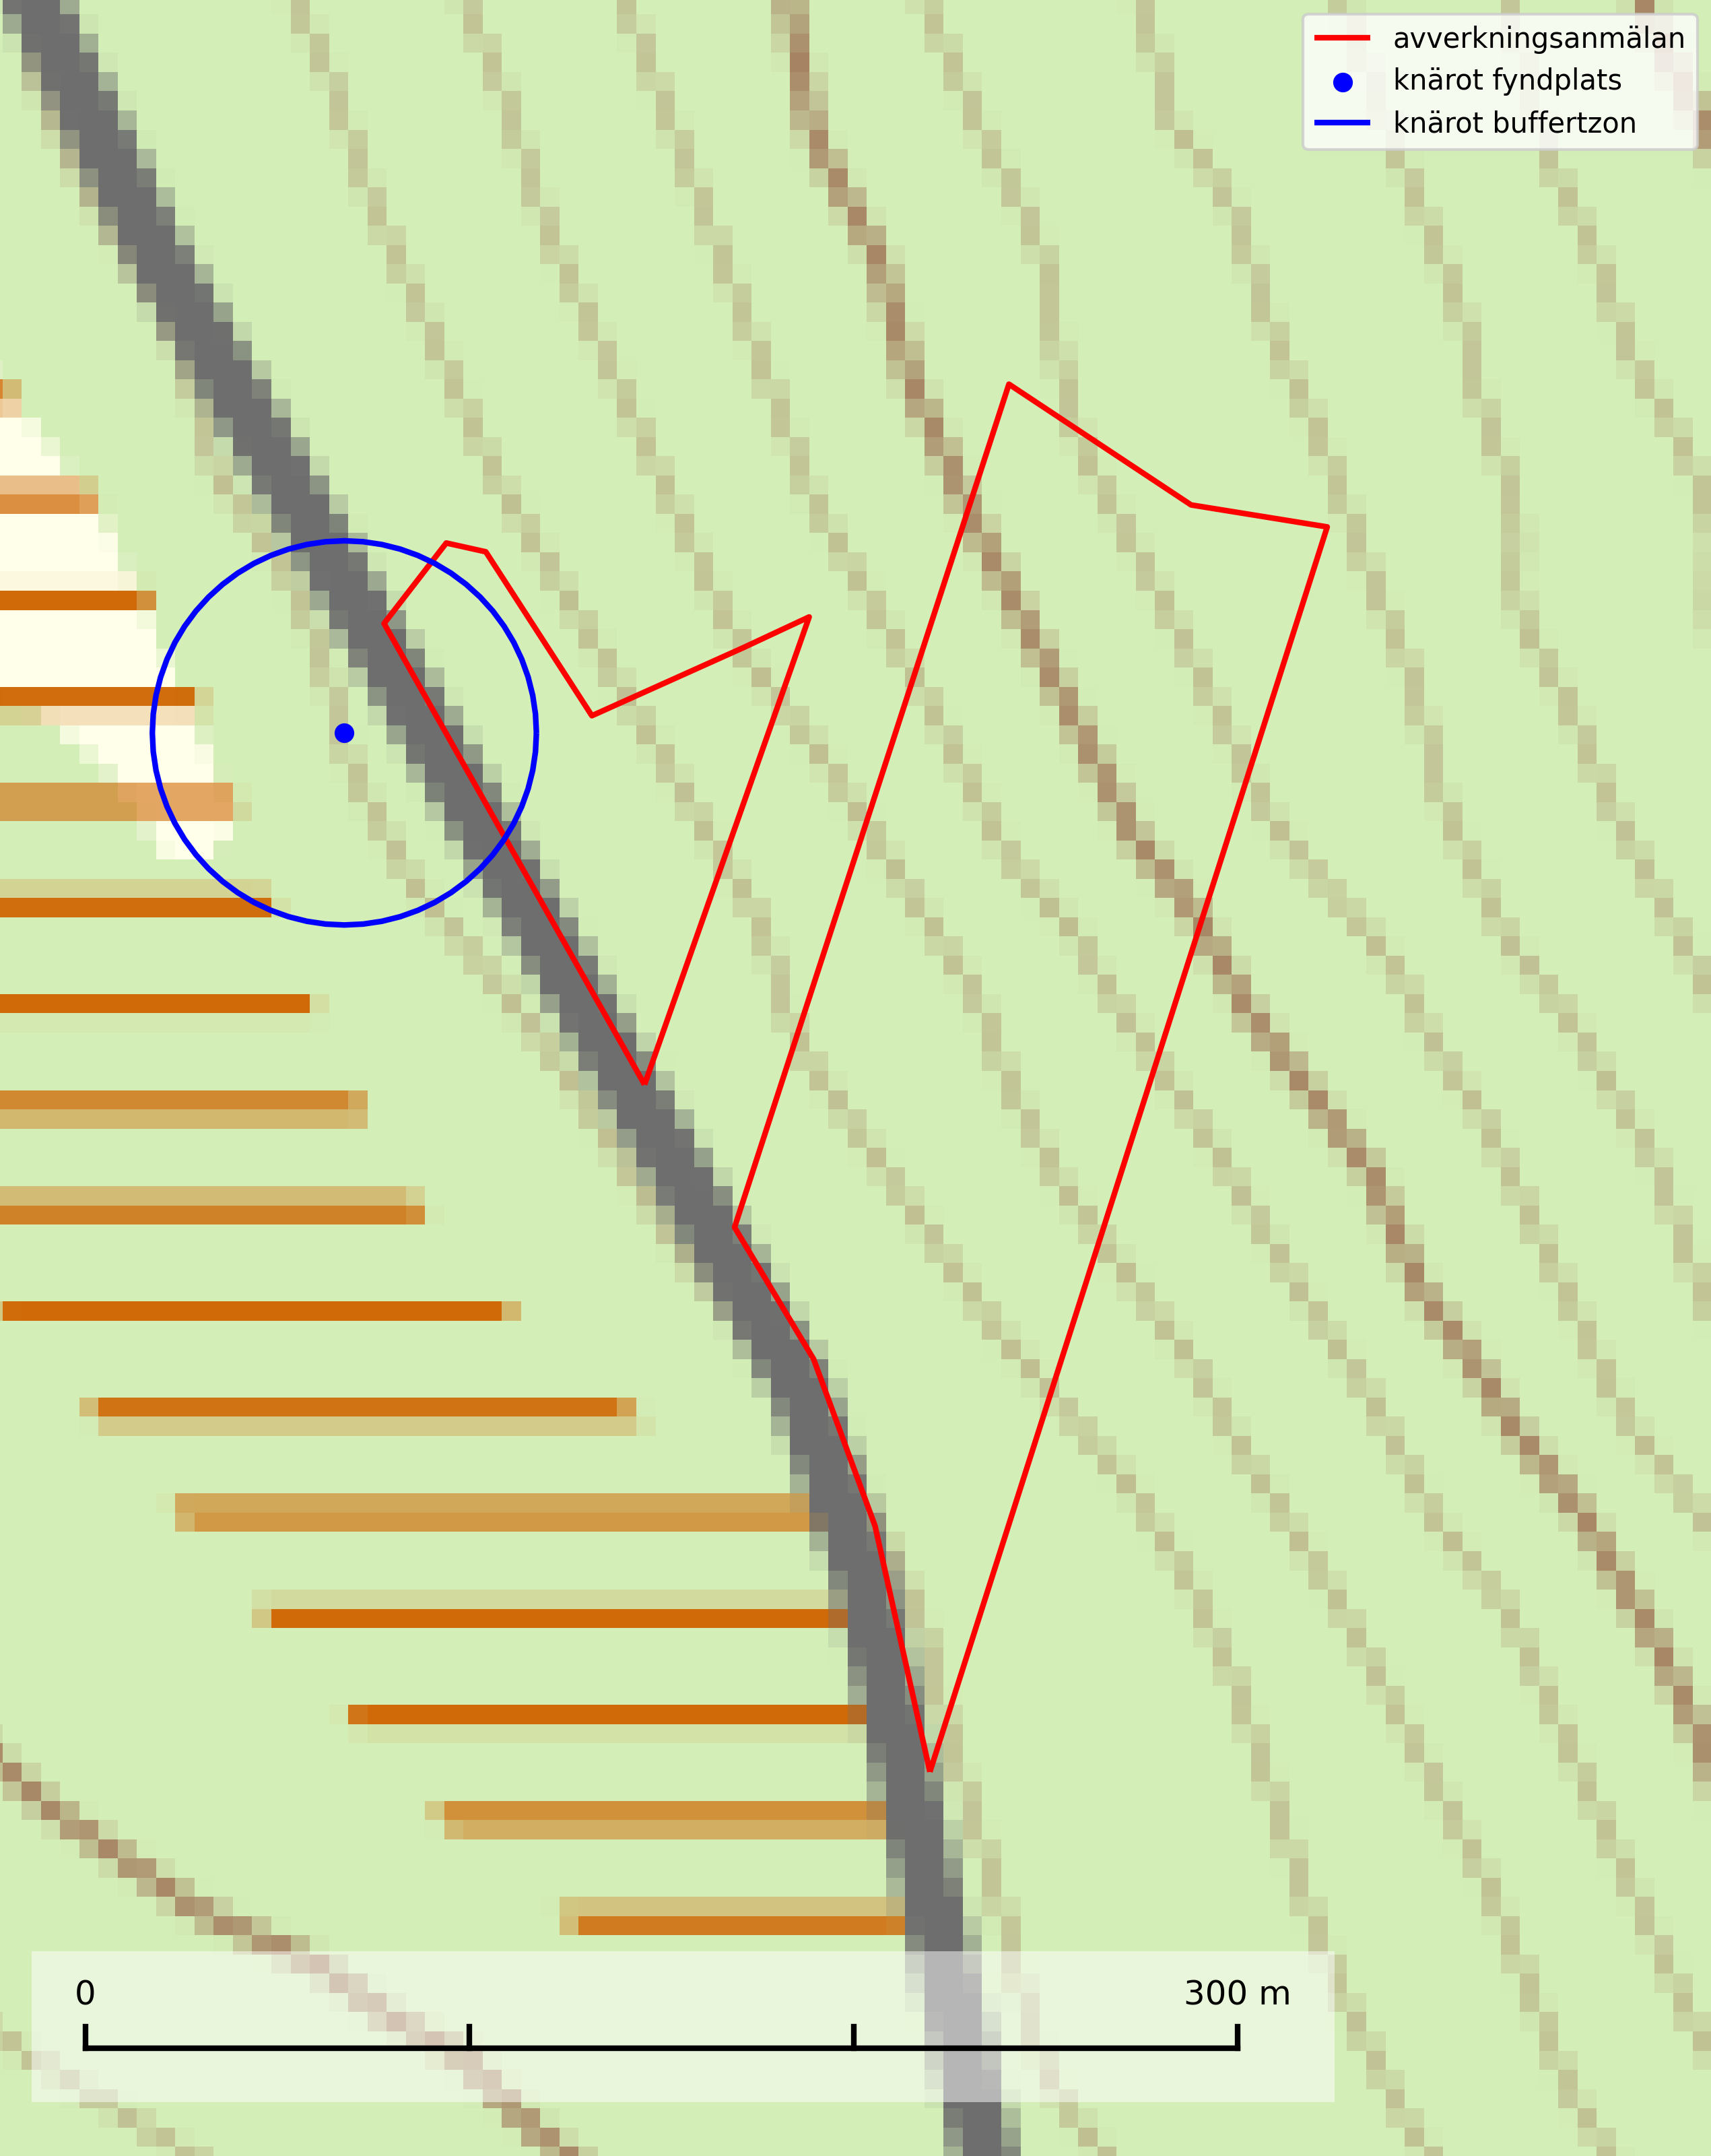 avverkningsanmälan
knärot fyndplats
knärot buffertzon
0
300 m